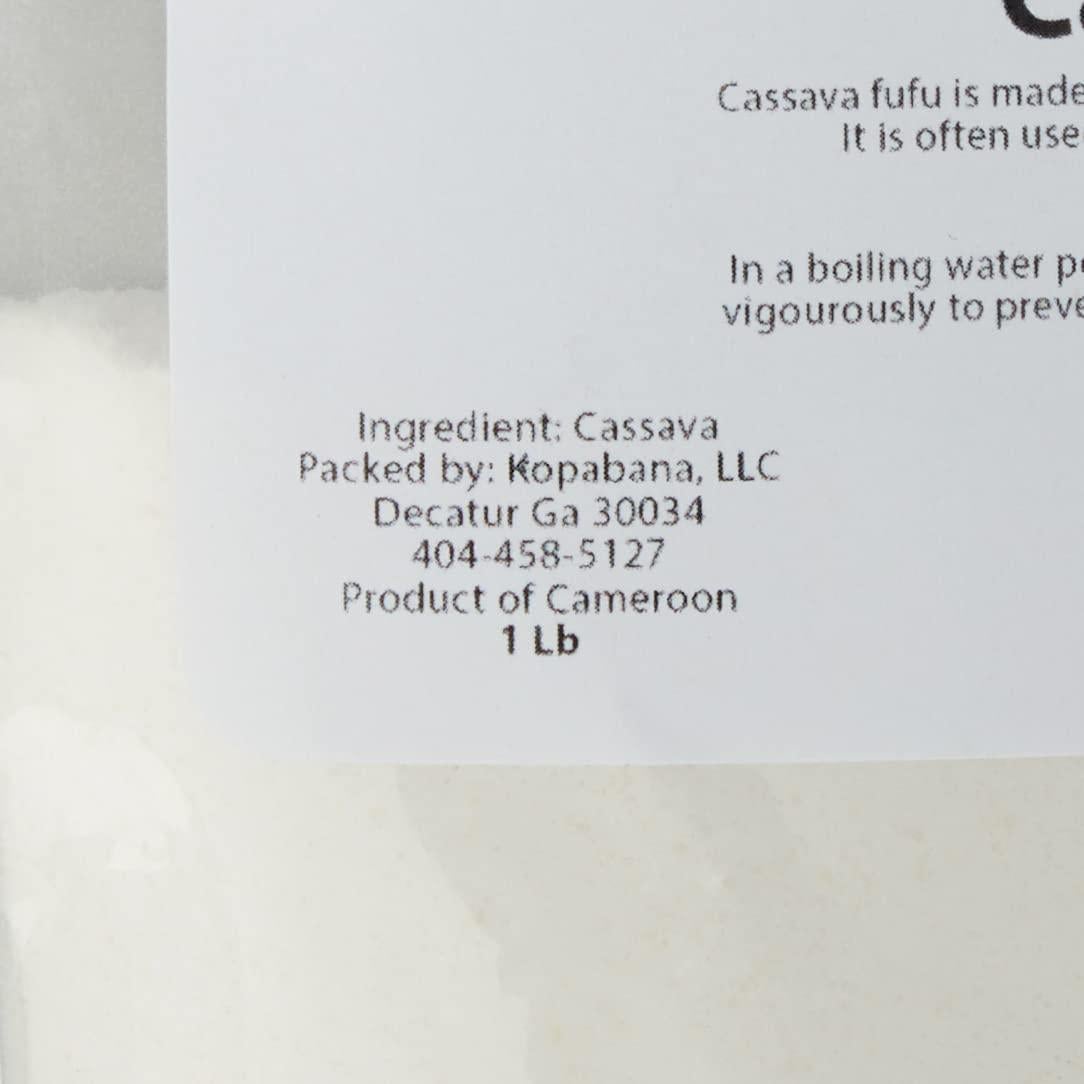 Cassava fufu is made
It is often use
In a boiling water
vigourously to preve
Ingredient: Cassava
Packed by: Kopabana, LLC
Decatur Ga 30034
404-458-5127
Product of Cameroon
1 Lb